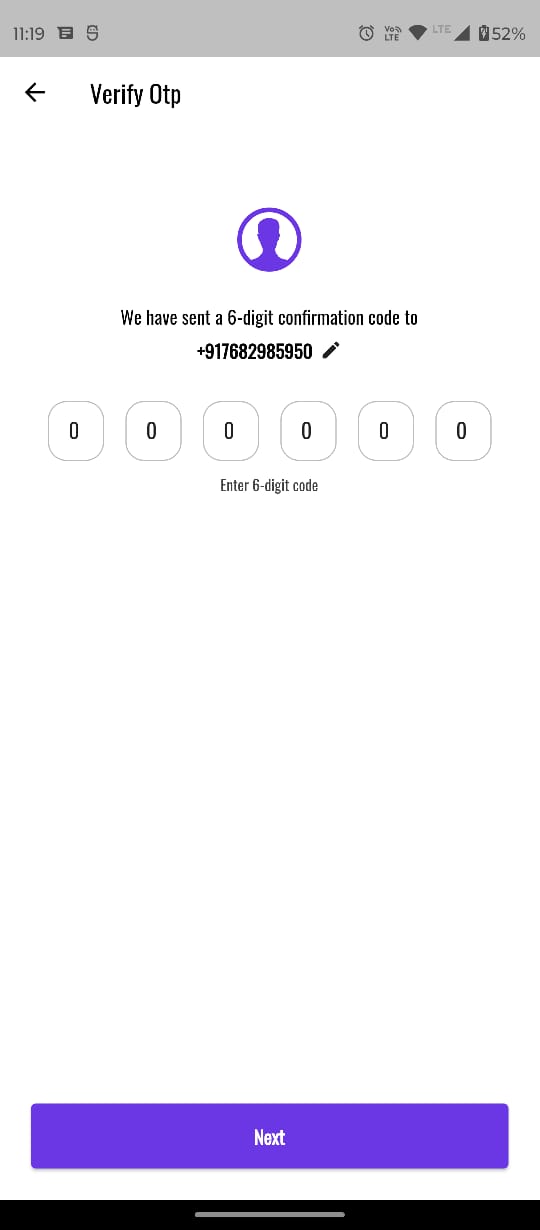 11:19 Vo LTE LTE 52%
Verify Otp
We have sent a 6-digit confirmation code to
+917682985950
0 0 0 0 0 0
Enter 6-digit code
Next